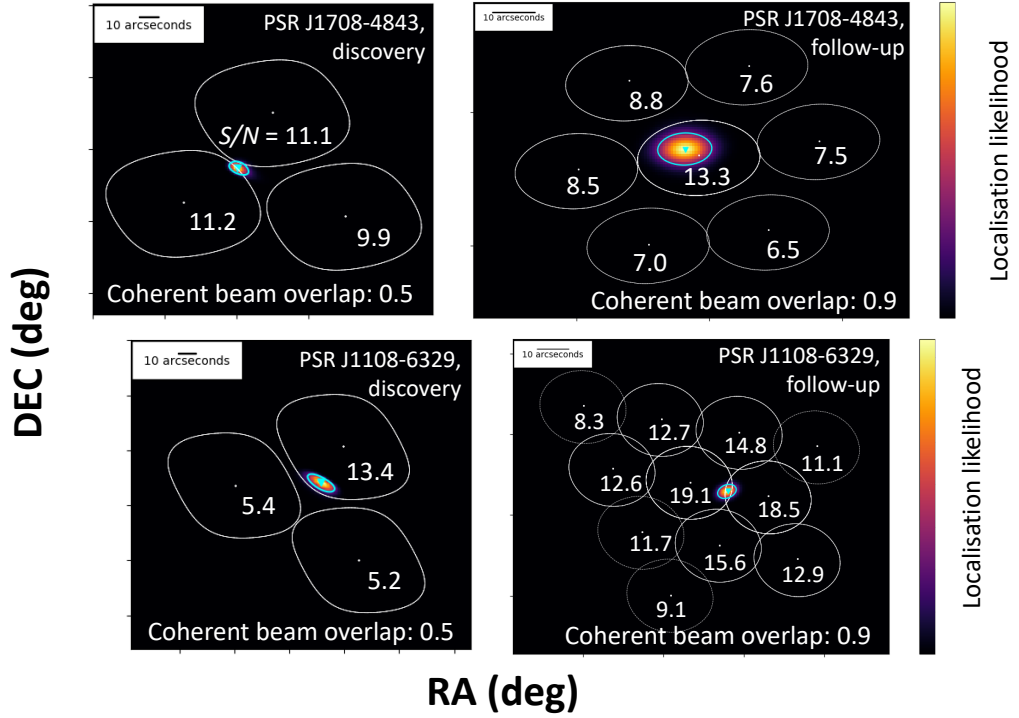 10 arcseconds
PSR J1708-4843,
discovery
S/N = 11.1
11.2
9.9
Coherent beam overlap: 0.5
10 arcseconds
PSR J1708-4843,
follow-up
7.6
8.8
7.5
13.3
8.5
6.5
7.0
Coherent beam overlap: 0.9
Localisation likelihood
10 arcseconds
PSR J1108-6329,
discovery
13.4
5.4
5.2
Coherent beam overlap: 0.5
10 arcseconds
PSR J1108-6329,
follow-up
8.3
12.7
14.8
11.1
12.6
19.1
18.5
11.7
15.6
12.9
9.1
Coherent beam overlap: 0.9
Localisation likelihood
DEC (deg)
RA (deg)